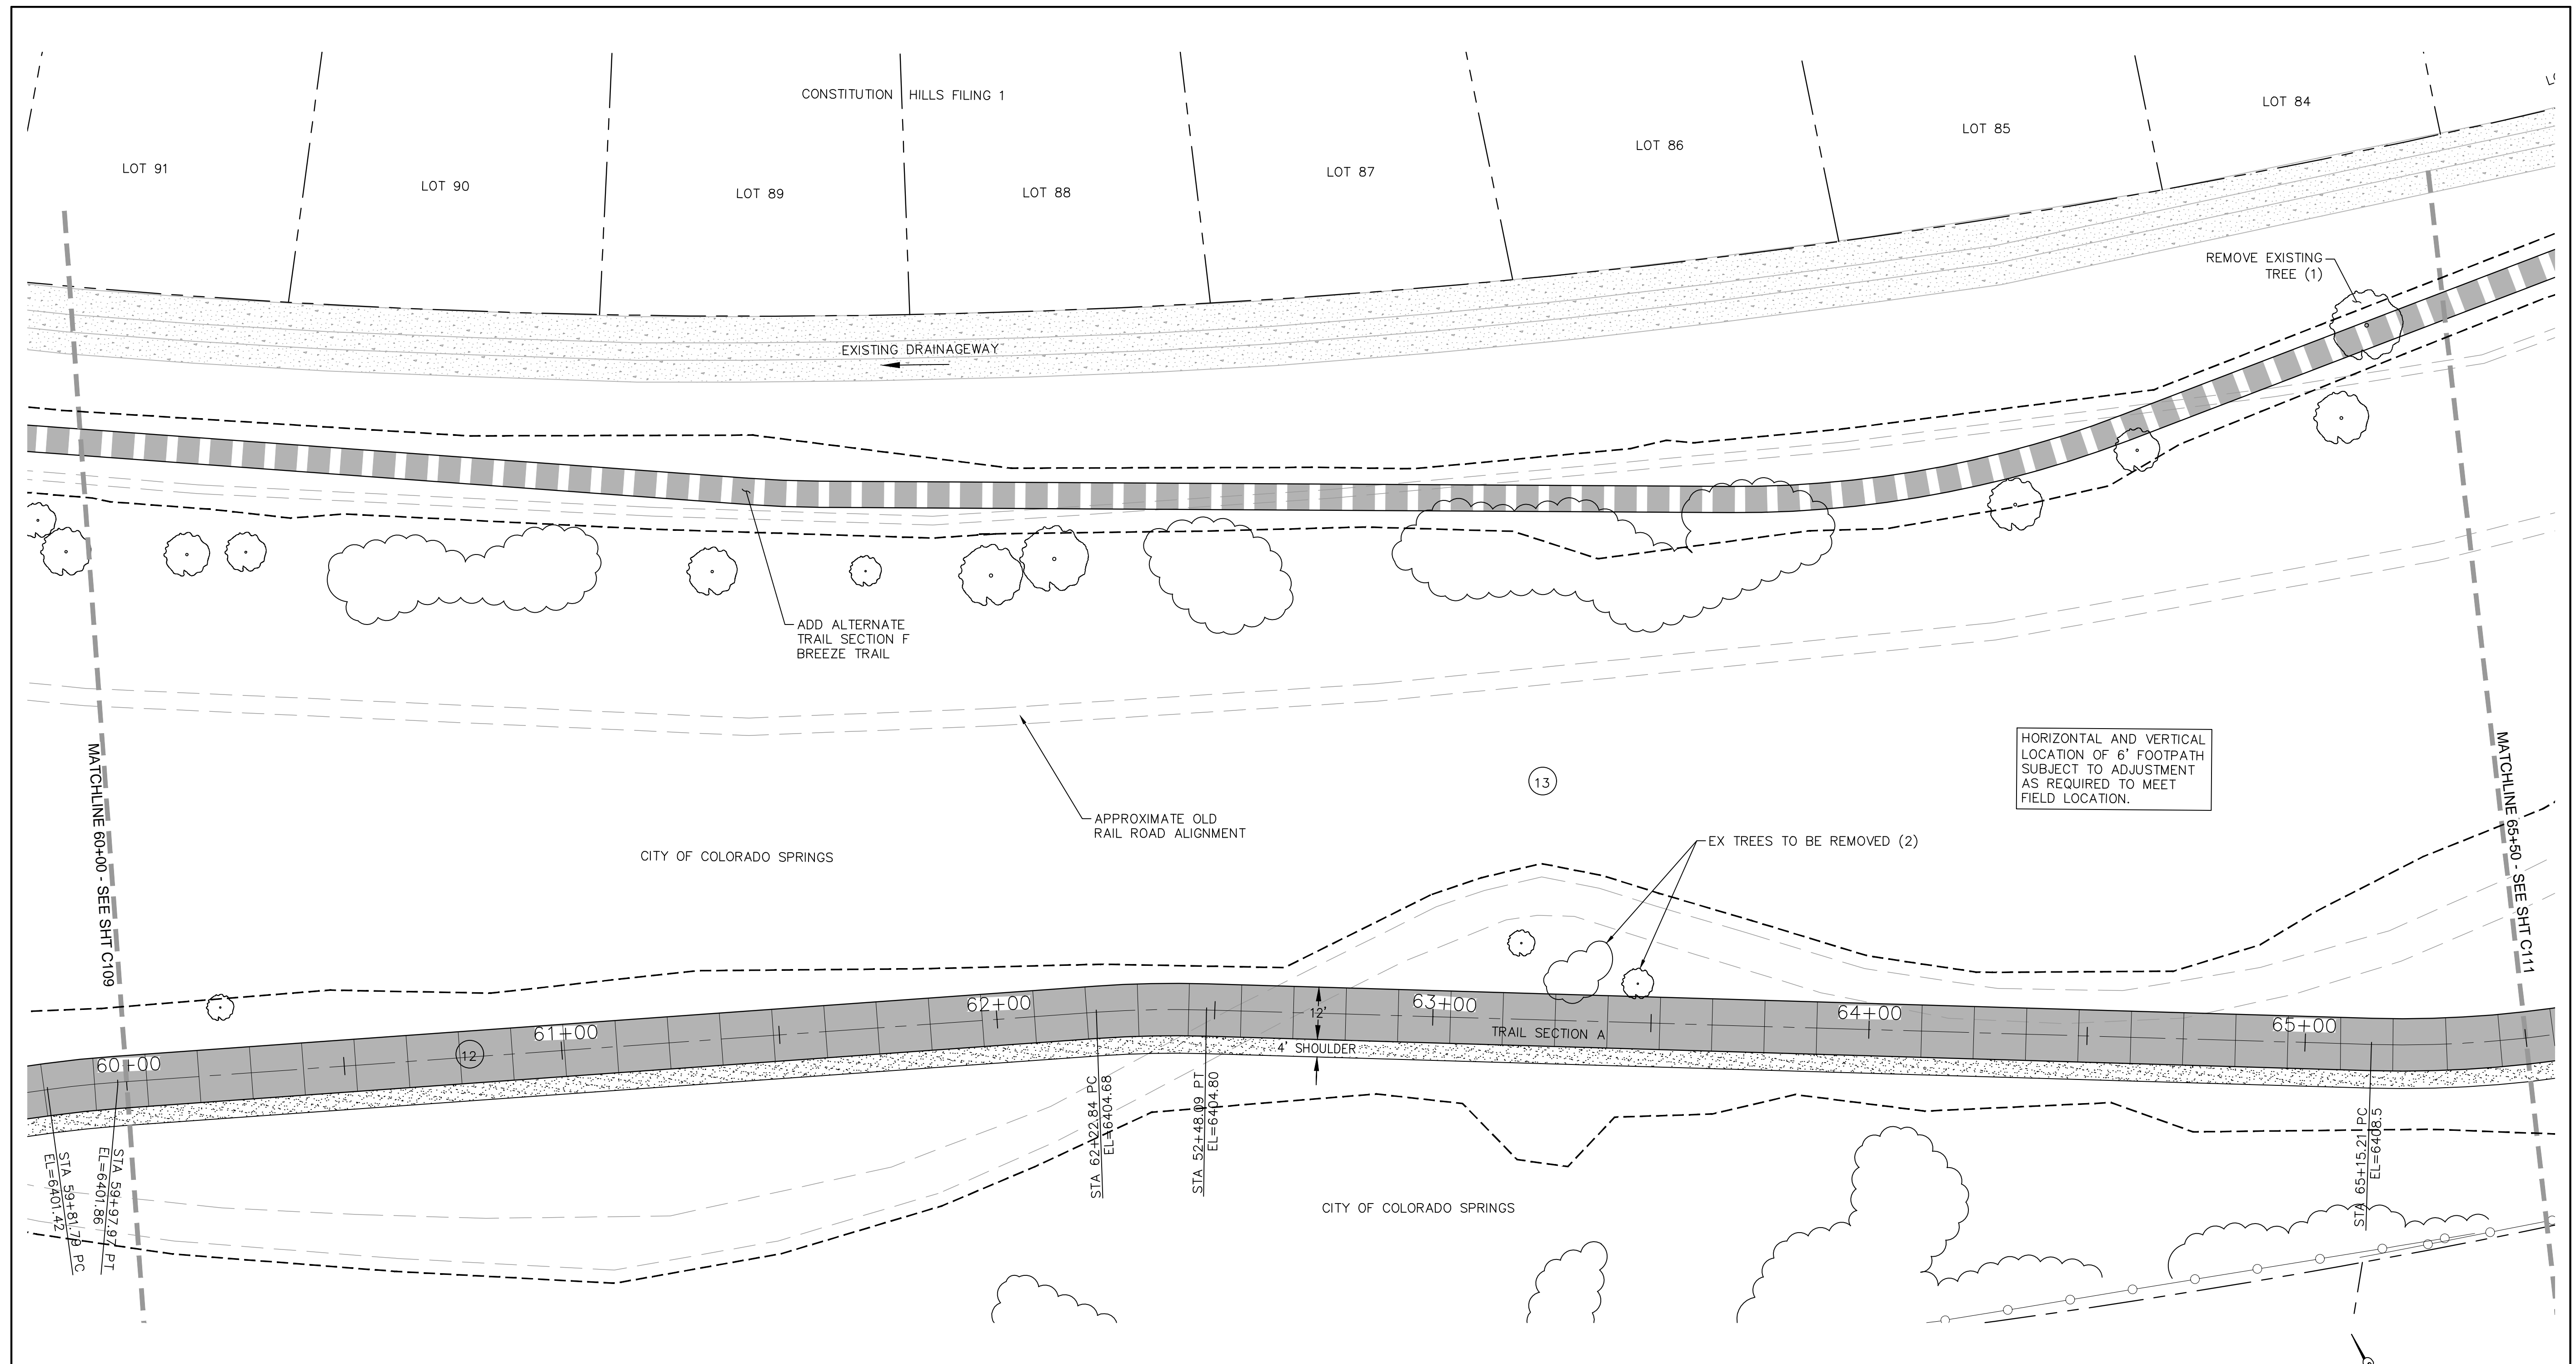 CONSTITUTION HILLS FILING 1
LOT 91
LOT 90
LOT 89
LOT 88
LOT 87
LOT 86
LOT 85
LOT 84
REMOVE EXISTING
TREE (1)
EXISTING DRAINAGEWAY
ADD ALTERNATE
TRAIL SECTION F
BREEZE TRAIL
HORIZONTAL AND VERTICAL
LOCATION OF 6' FOOTPATH
SUBJECT TO ADJUSTMENT
AS REQUIRED TO MEET
FIELD LOCATION.
13
APPROXIMATE OLD
RAIL ROAD ALIGNMENT
CITY OF COLORADO SPRINGS
EX TREES TO BE REMOVED (2)
MATCHLINE 60+00 - SEE SHT C109
MATCHLINE 65+50 - SEE SHT C111
60+00
12
61+00
62+00
63+00
64+00
65+00
12'
TRAIL SECTION A
4' SHOULDER
STA 59+81.79 PC
EL=6401.42
STA 59+97.97 PT
EL=6401.86
STA 62+22.84 PC
EL=6404.68
STA 52+48.09 PT
EL=6404.80
STA 65+15.21 PC
EL=6408.5
CITY OF COLORADO SPRINGS